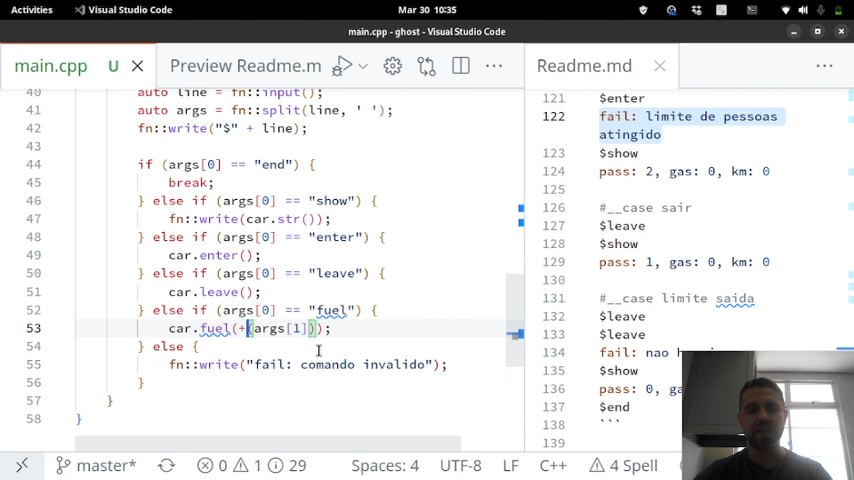 Activities
Visual Studio Code
Mar 30 10:35
main.cpp - ghost - Visual Studio Code
main.cpp U
Preview Readme.m
Readme.md
40 auto line = fn::input();
41 auto args = fn::split(line, ' ');
42 fn::write("$" + line);
43
44 if (args[0] == "end") {
45 break;
46 } else if (args[0] == "show") {
47 fn::write(car.str());
48 } else if (args[0] == "enter") {
49 car.enter();
50 } else if (args[0] == "leave") {
51 car.leave();
52 } else if (args[0] == "fuel") {
53 car.fuel(+(args[1]));
54 } else {
55 fn::write("fail: comando invalido");
56 }
57 }
58 }
121 $enter
122 fail: limite de pessoas
atingido
123 $show
124 pass: 2, gas: 0, km: 0
125
126 #__case sair
127 $leave
128 $show
129 pass: 1, gas: 0, km: 0
130
131 #__case limite saida
132 $leave
133 $leave
134 fail: nao h
135 $show
136 pass: 0, ga
137 $end
138 ```
139
master*
0 1 29
Spaces: 4
UTF-8
LF
C++
4 Spell